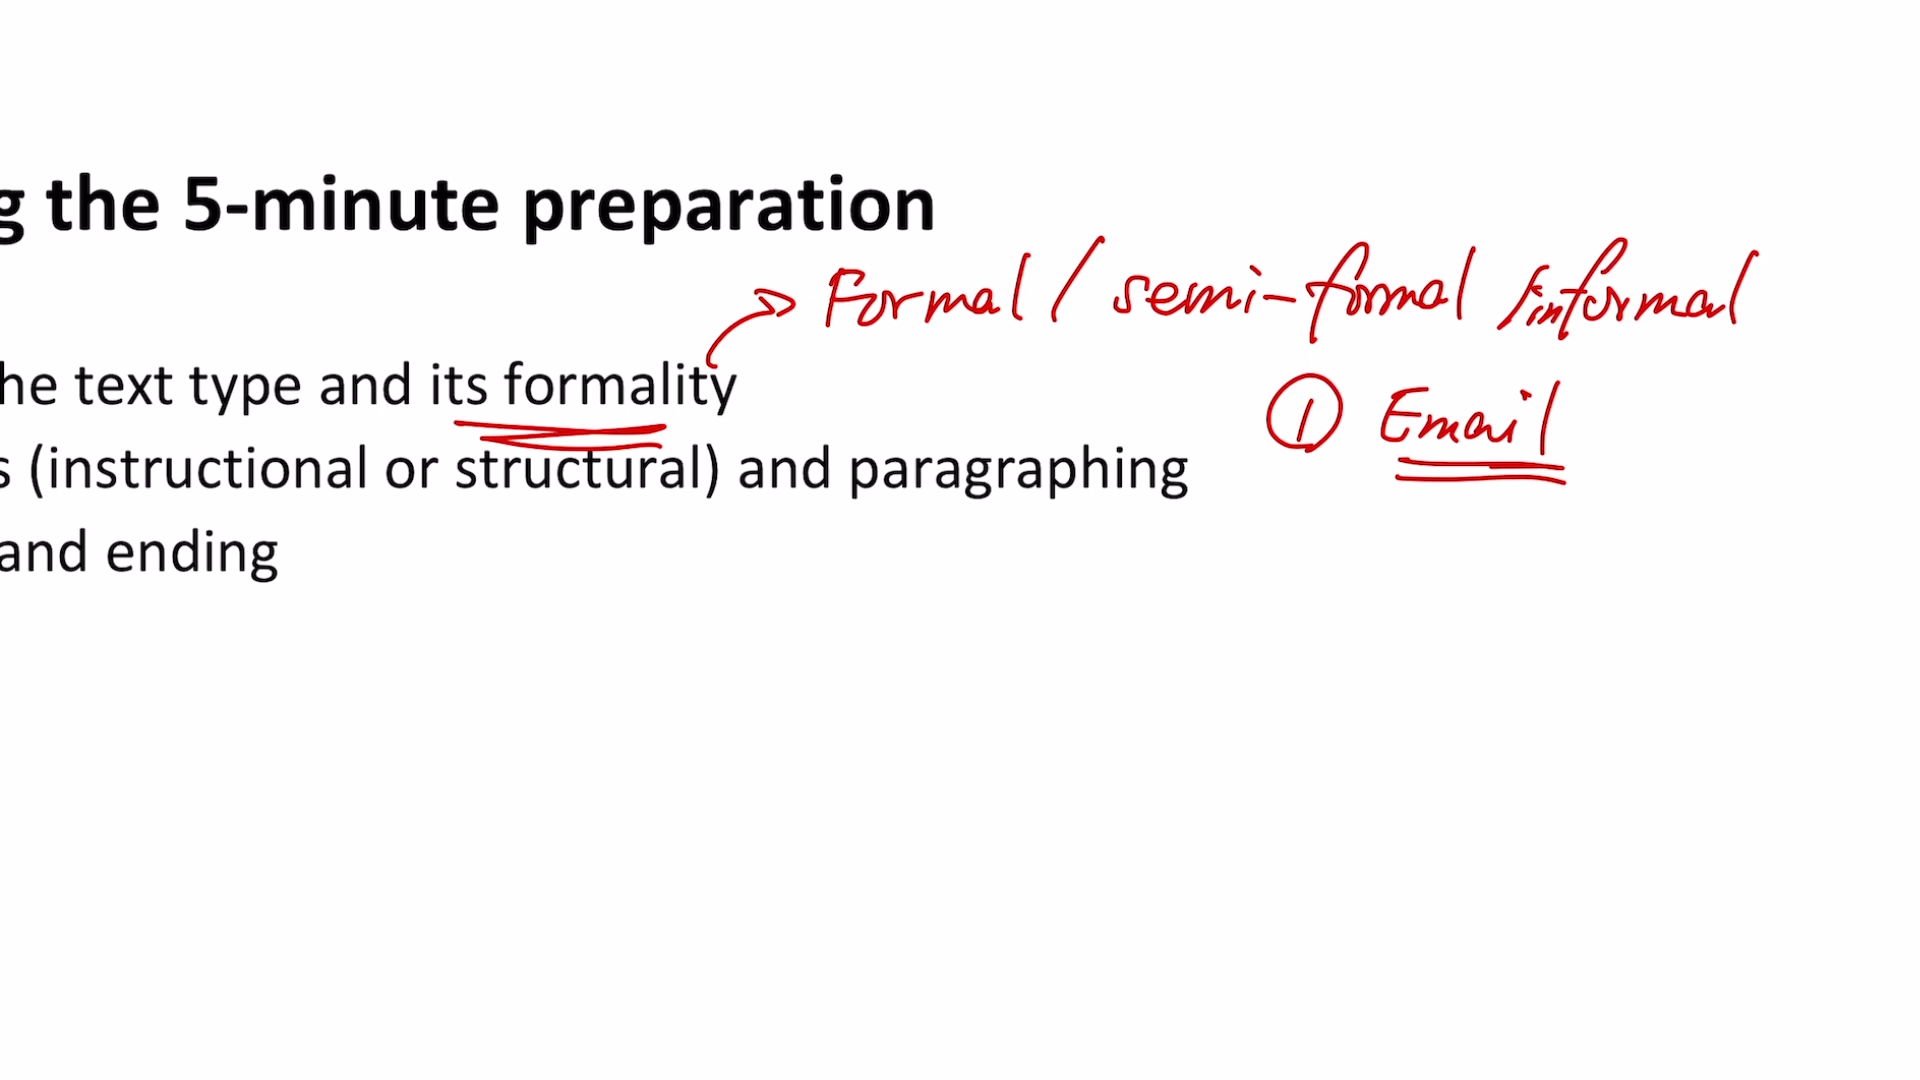 g the 5-minute preparation
Formal / semi-formal / informal
he text type and its formality
① Email
s (instructional or structural) and paragraphing
and ending